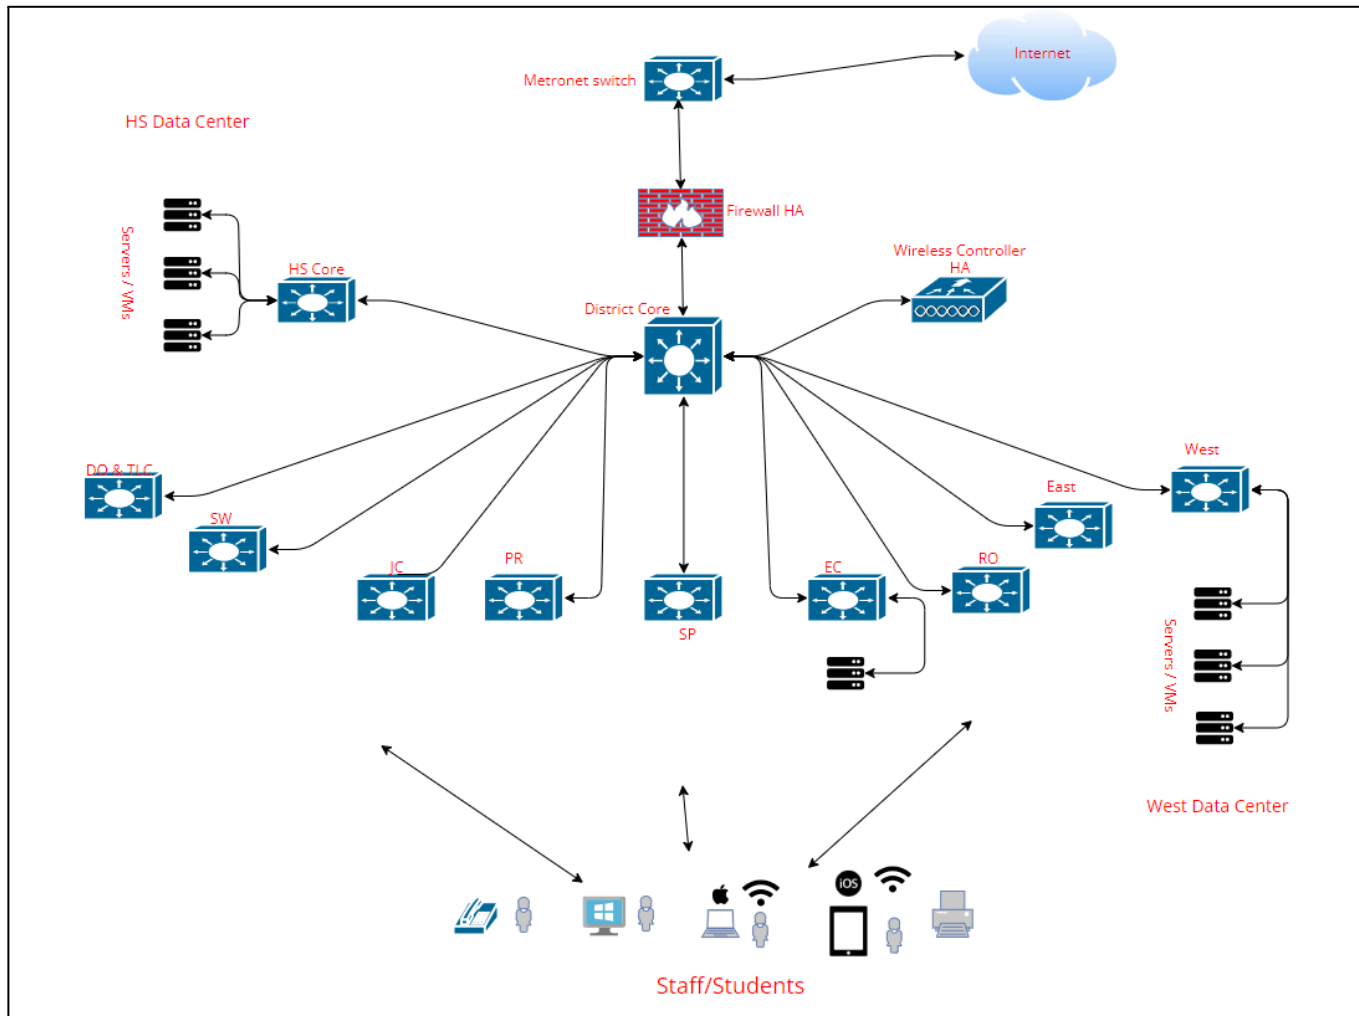 Internet
Metronet switch
HS Data Center
Firewall HA
Wireless Controller
HA
HS Core
Servers / VMs
District Core
West
DO & TLC
East
SW
JC
PR
EC
RO
SP
Servers / VMs
West Data Center
iOS
Staff/Students